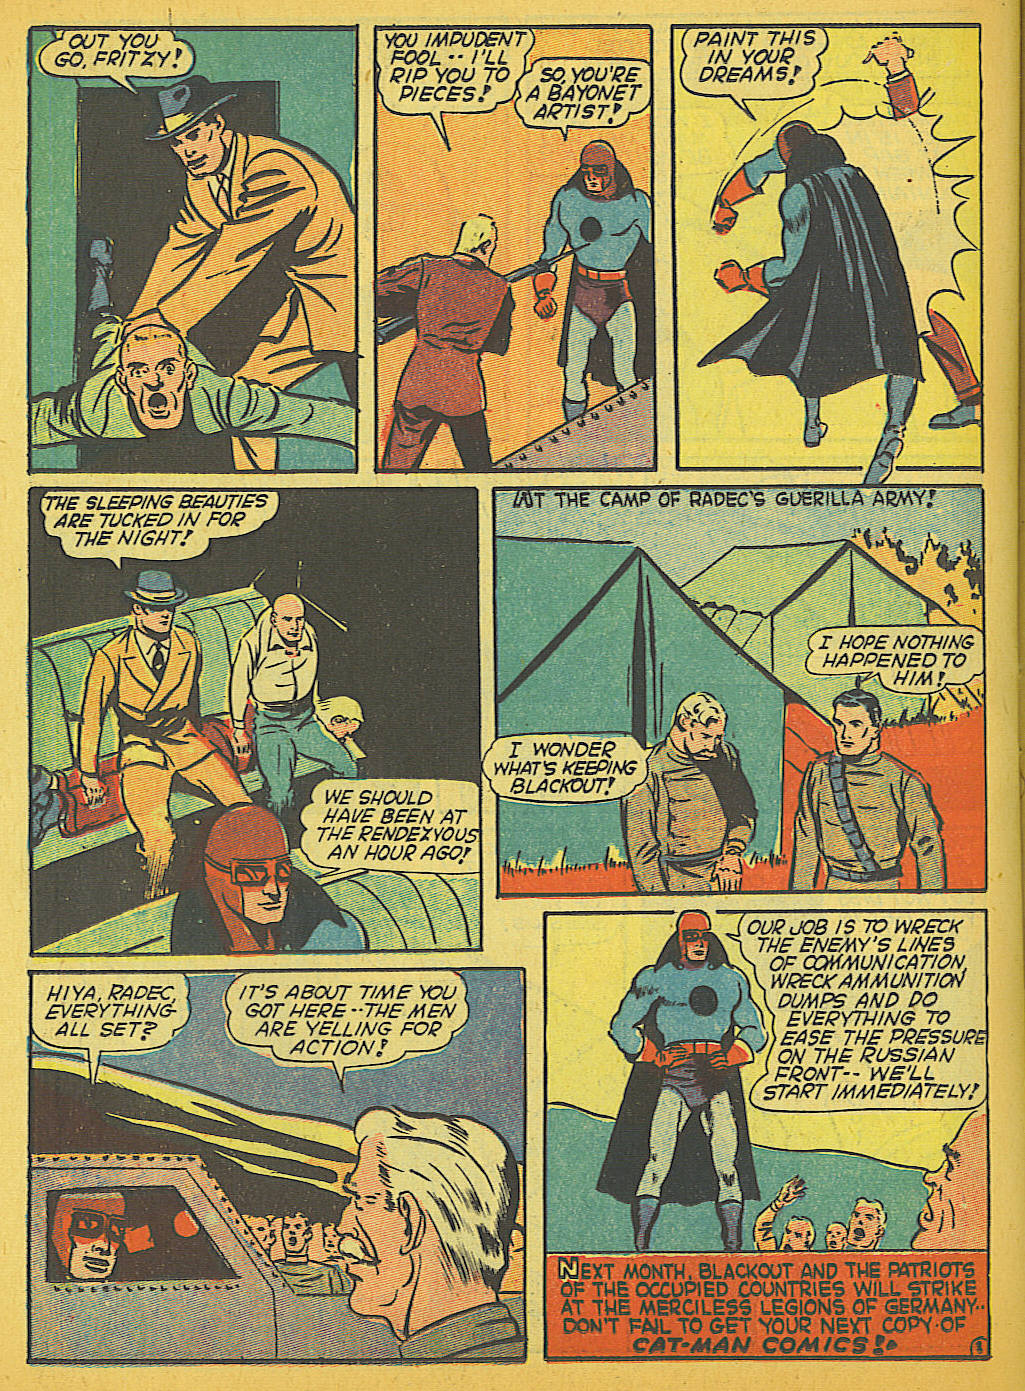 OUT YOU
GO, FRITZY!
YOU IMPUDENT
FOOL -- I'LL
RIP YOU TO
PIECES!
SO, YOU'RE
A BAYONET
ARTIST!
PAINT THIS
IN YOUR
DREAMS!
THE SLEEPING BEAUTIES
ARE TUCKED IN FOR
THE NIGHT!
WE SHOULD
HAVE BEEN AT
THE RENDEZVOUS
AN HOUR AGO!
AT THE CAMP OF RADEC'S GUERILLA ARMY!
I HOPE NOTHING
HAPPENED TO
HIM!
I WONDER
WHAT'S KEEPING
BLACKOUT!
HIYA, RADEC,
EVERYTHING
ALL SET?
IT'S ABOUT TIME YOU
GOT HERE -- THE MEN
ARE YELLING FOR
ACTION!
OUR JOB IS TO WRECK
THE ENEMY'S LINES
OF COMMUNICATION,
WRECK AMMUNITION
DUMPS AND DO
EVERYTHING TO
EASE THE PRESSURE
ON THE RUSSIAN
FRONT -- WE'LL
START IMMEDIATELY!
NEXT MONTH, BLACKOUT AND THE PATRIOTS
OF THE OCCUPIED COUNTRIES WILL STRIKE
AT THE MERCILESS LEGIONS OF GERMANY--
DON'T FAIL TO GET YOUR NEXT COPY OF
CAT-MAN COMICS!